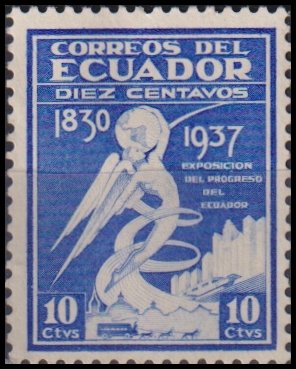 CORREOS DEL
ECUADOR
DIEZ CENTAVOS
1830
1937
EXPOSICION
DEL PROGRESO
DEL
ECUADOR
10
Ctvs
10
Ctvs